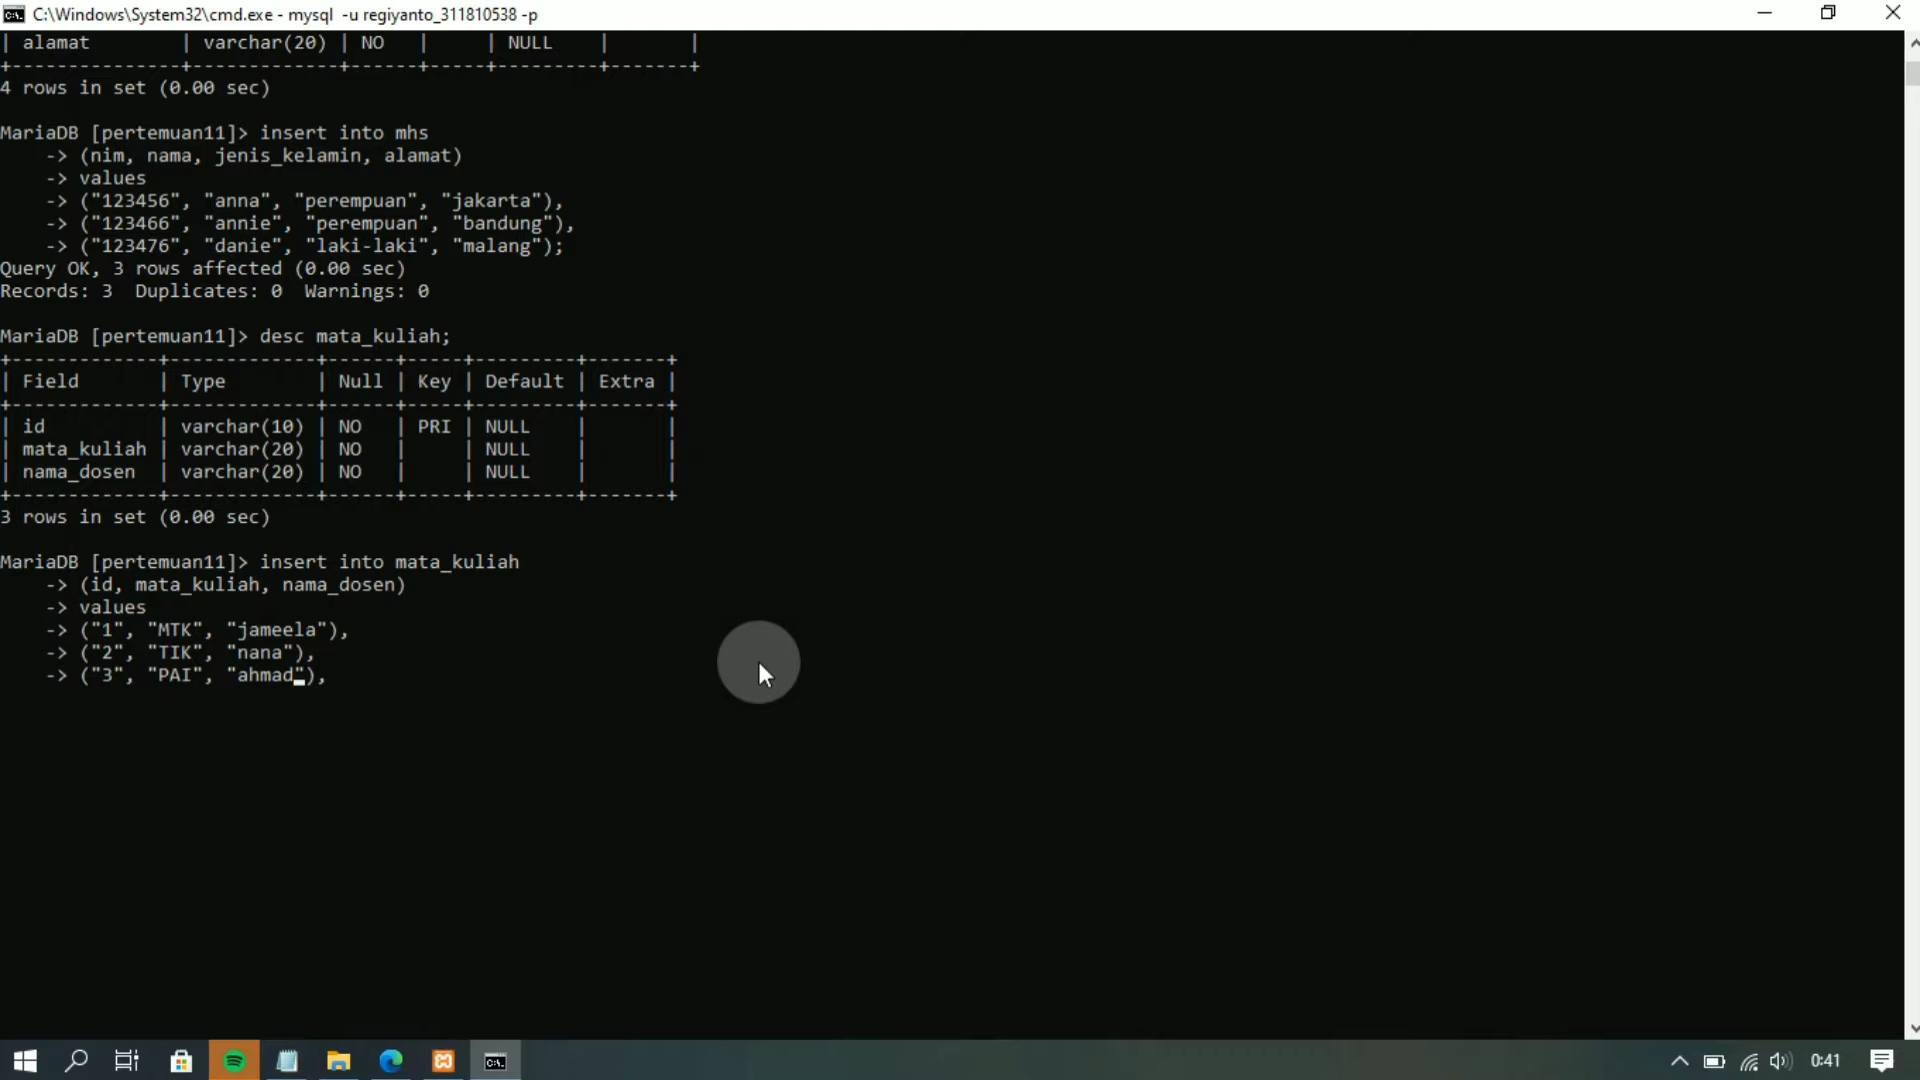 C:\Windows\System32\cmd.exe - mysql  -u regiyanto_311810538 -p
| alamat        | varchar(20) | NO   |     | NULL    |       |
+---------------+-------------+------+-----+---------+-------+
4 rows in set (0.00 sec)
MariaDB [pertemuan11]> insert into mhs
    -> (nim, nama, jenis_kelamin, alamat)
    -> values
    -> ("123456", "anna", "perempuan", "jakarta"),
    -> ("123466", "annie", "perempuan", "bandung"),
    -> ("123476", "danie", "laki-laki", "malang");
Query OK, 3 rows affected (0.00 sec)
Records: 3  Duplicates: 0  Warnings: 0
MariaDB [pertemuan11]> desc mata_kuliah;
+-------------+-------------+------+-----+---------+-------+
| Field       | Type        | Null | Key | Default | Extra |
+-------------+-------------+------+-----+---------+-------+
| id          | varchar(10) | NO   | PRI | NULL    |       |
| mata_kuliah | varchar(20) | NO   |     | NULL    |       |
| nama_dosen  | varchar(20) | NO   |     | NULL    |       |
+-------------+-------------+------+-----+---------+-------+
3 rows in set (0.00 sec)
MariaDB [pertemuan11]> insert into mata_kuliah
    -> (id, mata_kuliah, nama_dosen)
    -> values
    -> ("1", "MTK", "jameela"),
    -> ("2", "TIK", "nana"),
    -> ("3", "PAI", "ahmad"),
0:41